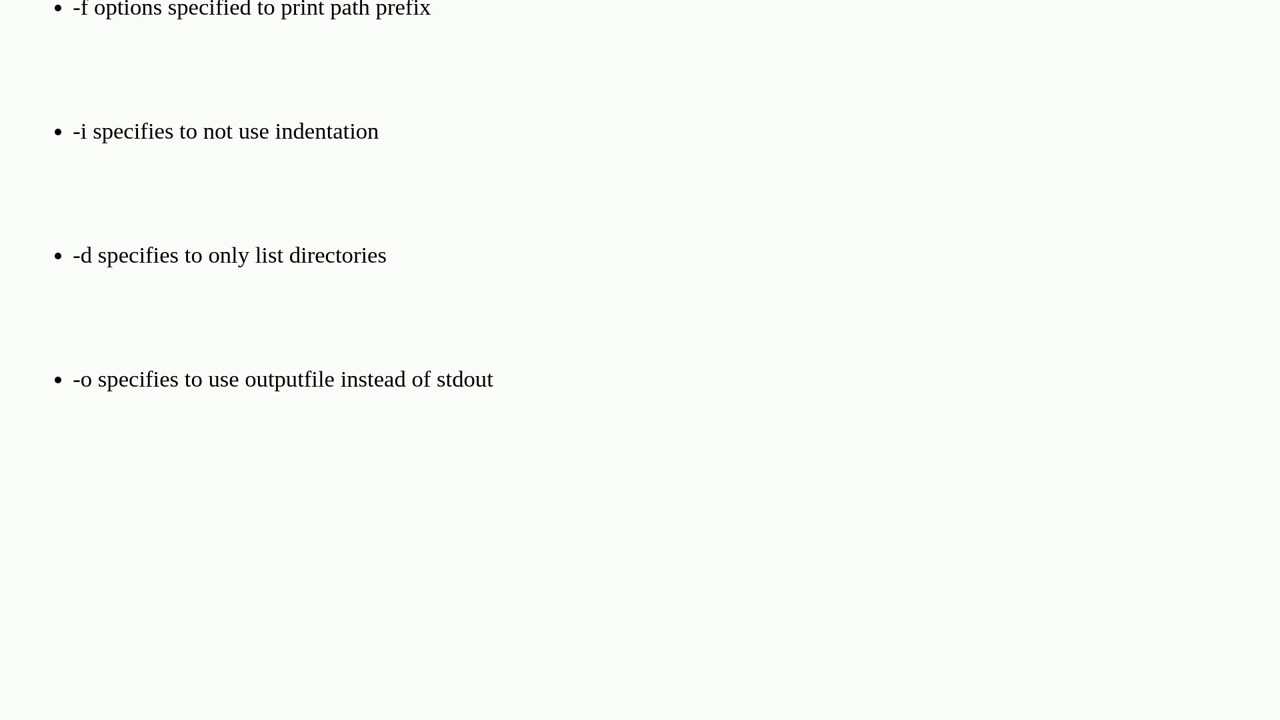 • -f options specified to print path prefix
• -i specifies to not use indentation
• -d specifies to only list directories
• -o specifies to use outputfile instead of stdout